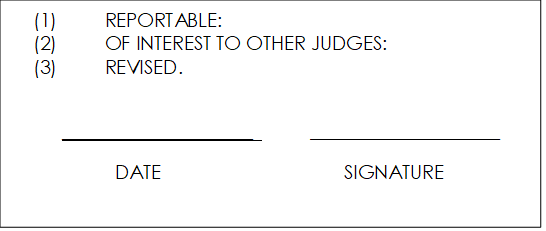 (1) REPORTABLE:
(2) OF INTEREST TO OTHER JUDGES:
(3) REVISED.
DATE SIGNATURE